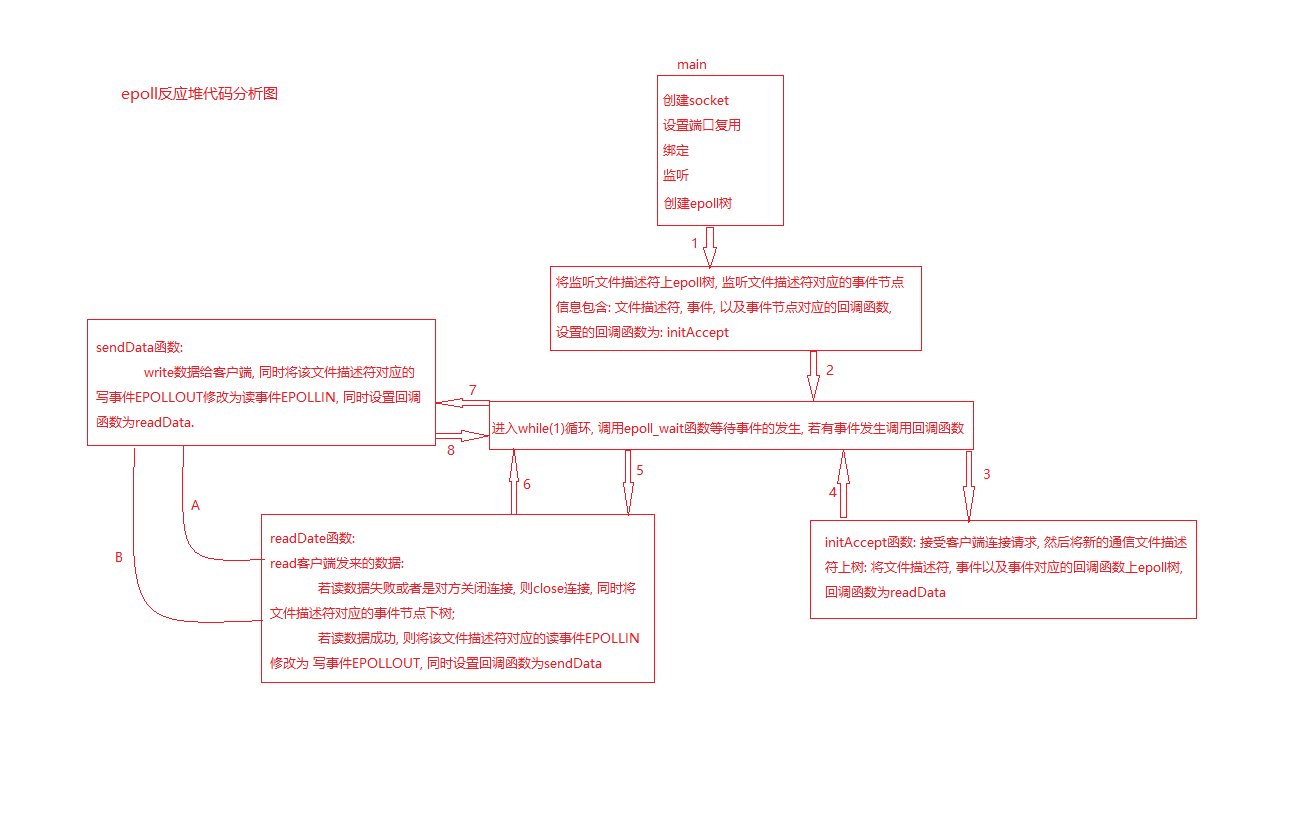 main
epoll反应堆代码分析图
创建socket
设置端口复用
绑定
监听
创建epoll树
1
将监听文件描述符上epoll树, 监听文件描述符对应的事件节点
信息包含: 文件描述符, 事件, 以及事件节点对应的回调函数,
设置的回调函数为: initAccept
2
sendData函数:
write数据给客户端, 同时将该文件描述符对应的
写事件EPOLLOUT修改为读事件EPOLLIN, 同时设置回调
函数为readData.
7
8
进入while(1)循环, 调用epoll_wait函数等待事件的发生, 若有事件发生调用回调函数
6
5
4
3
A
B
readDate函数:
read客户端发来的数据:
若读数据失败或者是对方关闭连接, 则close连接, 同时将
文件描述符对应的事件节点下树;
若读数据成功, 则将该文件描述符对应的读事件EPOLLIN
修改为 写事件EPOLLOUT, 同时设置回调函数为sendData
initAccept函数: 接受客户端连接请求, 然后将新的通信文件描述
符上树: 将文件描述符, 事件以及事件对应的回调函数上epoll树,
回调函数为readData